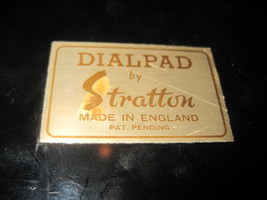 DIALPAD
by
Stratton
MADE IN ENGLAND
PAT. PENDING